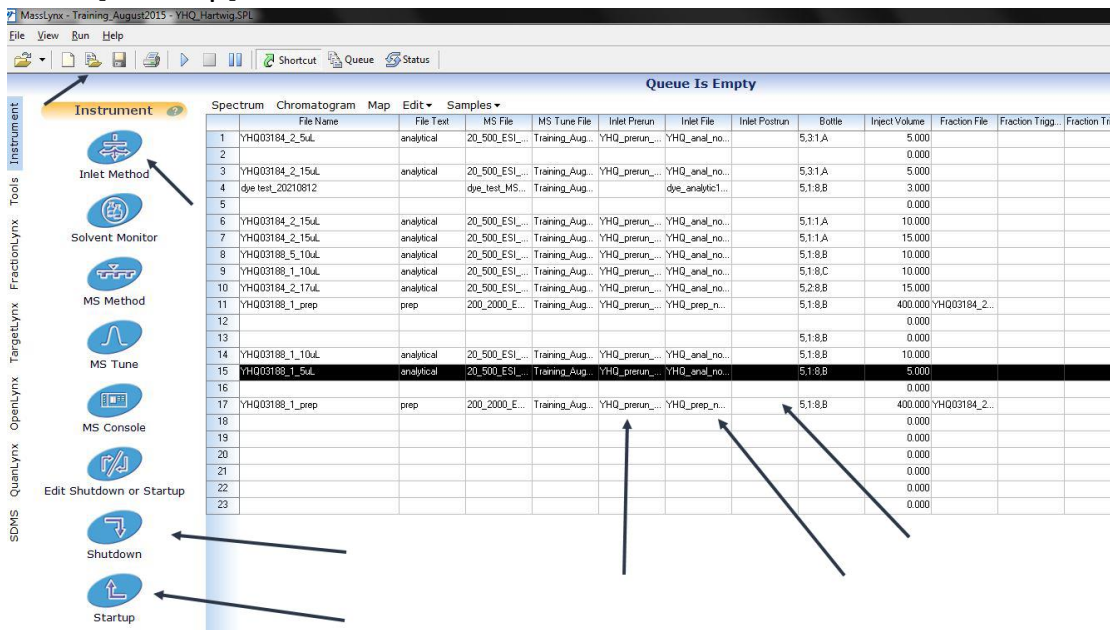 MassLynx - Training_August2015 - YHQ_Hartwig.SPL
File View Run Help
Shortcut Queue Status
Queue Is Empty
Instrument
Tools
FractionLynx
TargetLynx
OpenLynx
QuanLynx
SDMS
Instrument
Inlet Method
Solvent Monitor
MS Method
MS Tune
MS Console
Edit Shutdown or Startup
Shutdown
Startup
Spectrum Chromatogram Map Edit Samples
File Name File Text MS File MS Tune File Inlet Prerun Inlet File Inlet Postrun Bottle Inject Volume Fraction File Fraction Trigg... Fraction Tri
1 YHQ03184_2_5uL analytical 20_500_ESI_... Training_Aug... YHQ_prerun_... YHQ_anal_no... 5,3:1,A 5.000
2 0.000
3 YHQ03184_2_15uL analytical 20_500_ESI_... Training_Aug... YHQ_prerun_... YHQ_anal_no... 5,3:1,A 15.000
4 dye test_20210812 dye_test_MS... Training_Aug... dye_analytic1... 5,1:8,B 3.000
5 0.000
6 YHQ03184_2_15uL analytical 20_500_ESI_... Training_Aug... YHQ_prerun_... YHQ_anal_no... 5,1:1,A 10.000
7 YHQ03184_2_15uL analytical 20_500_ESI_... Training_Aug... YHQ_prerun_... YHQ_anal_no... 5,1:1,A 15.000
8 YHQ03188_5_10uL analytical 20_500_ESI_... Training_Aug... YHQ_prerun_... YHQ_anal_no... 5,1:8,B 10.000
9 YHQ03188_1_10uL analytical 20_500_ESI_... Training_Aug... YHQ_prerun_... YHQ_anal_no... 5,1:8,C 10.000
10 YHQ03184_2_17uL analytical 20_500_ESI_... Training_Aug... YHQ_prerun_... YHQ_anal_no... 5,2:8,B 15.000
11 YHQ03188_1_prep prep 200_2000_E... Training_Aug... YHQ_prerun_... YHQ_prep_n... 5,1:8,B 400.000 YHQ03184_2...
12 0.000
13 5,1:8,B 0.000
14 YHQ03188_1_10uL analytical 20_500_ESI_... Training_Aug... YHQ_prerun_... YHQ_anal_no... 5,1:8,B 10.000
15 YHQ03188_1_5uL analytical 20_500_ESI_... Training_Aug... YHQ_prerun_... YHQ_anal_no... 5,1:8,B 5.000
16 0.000
17 YHQ03188_1_prep prep 200_2000_E... Training_Aug... YHQ_prerun_... YHQ_prep_n... 5,1:8,B 400.000 YHQ03184_2...
18 0.000
19 0.000
20 0.000
21 0.000
22 0.000
23 0.000